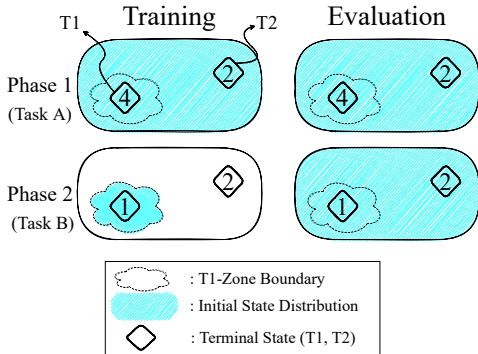 Training
Evaluation
T1
T2
Phase 1
(Task A)
4
2
4
2
Phase 2
(Task B)
1
2
1
2
: T1-Zone Boundary
: Initial State Distribution
: Terminal State (T1, T2)